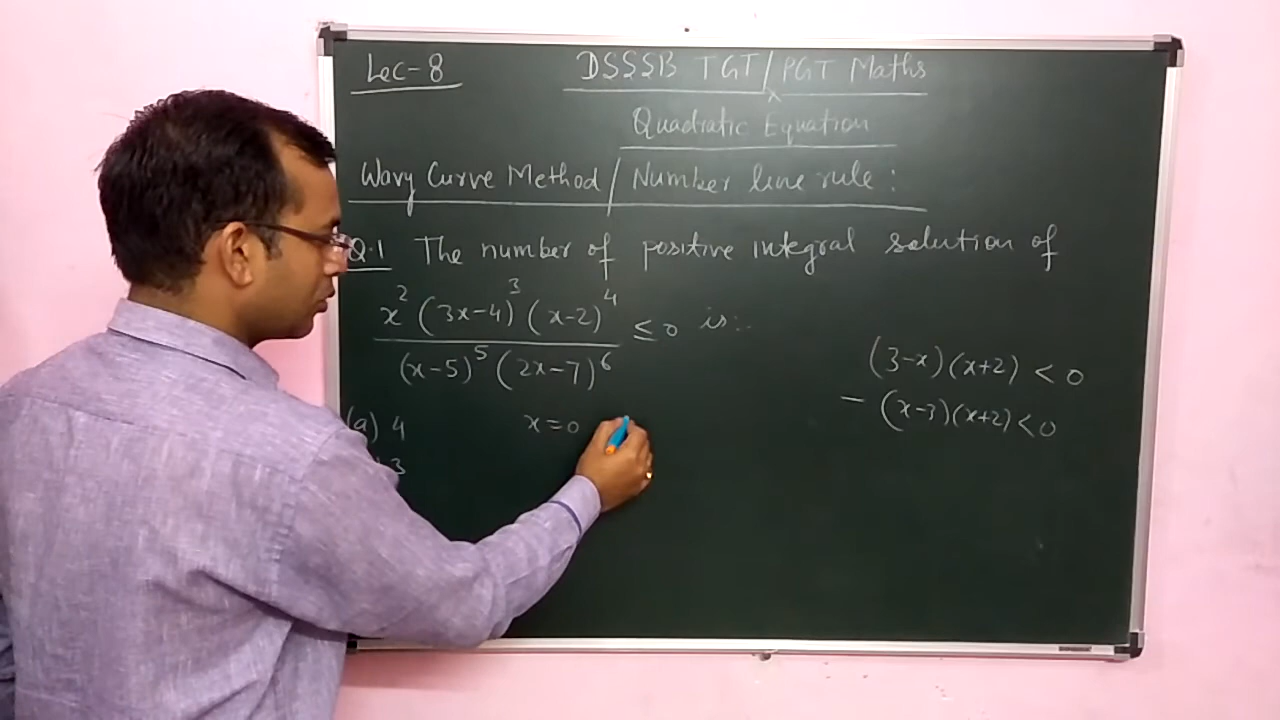 Lec-8
DSSSB TGT/PGT Maths
Quadratic Equation
Wavy Curve Method / Number line rule :
Q.1 The number of positive integral solution of
x² (3x-4)³ (x-2)⁴ ≤ 0 is:.
(x-5)⁵ (2x-7)⁶
(3-x)(x+2) < 0
- (x-3)(x+2) < 0
(a) 4
x=0
3